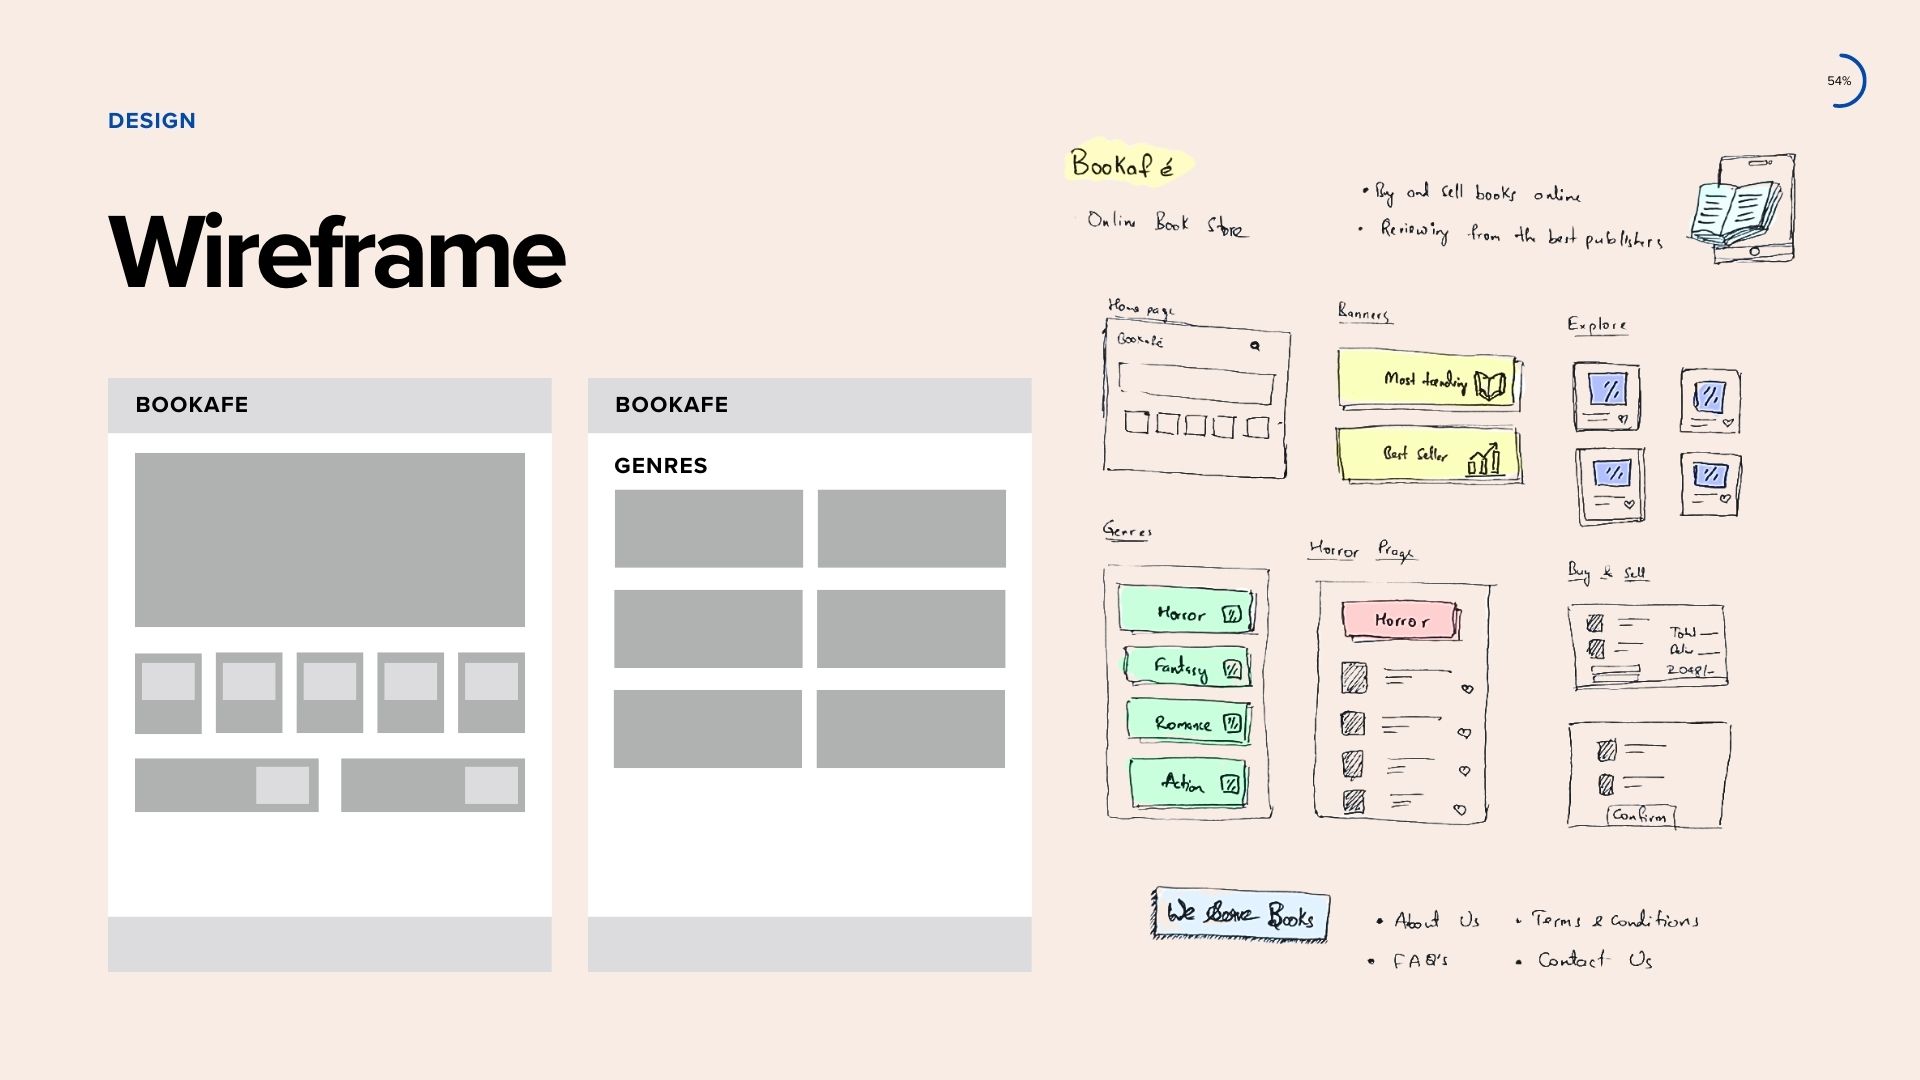 54%
DESIGN
Wireframe
BOOKAFE
BOOKAFE
GENRES
Bookafé
Online Book Store
• Buy and sell books online
• Reviewing from the best publishers
Home page
Bookafé
Banners
Most trending
Best Seller
Explore
Genres
Horror
Fantasy
Romance
Action
Horror Page
Horror
Buy & Sell
Total
2048/-
Confirm
We Books
• About Us
• Terms & Conditions
• FAQ's
• Contact Us